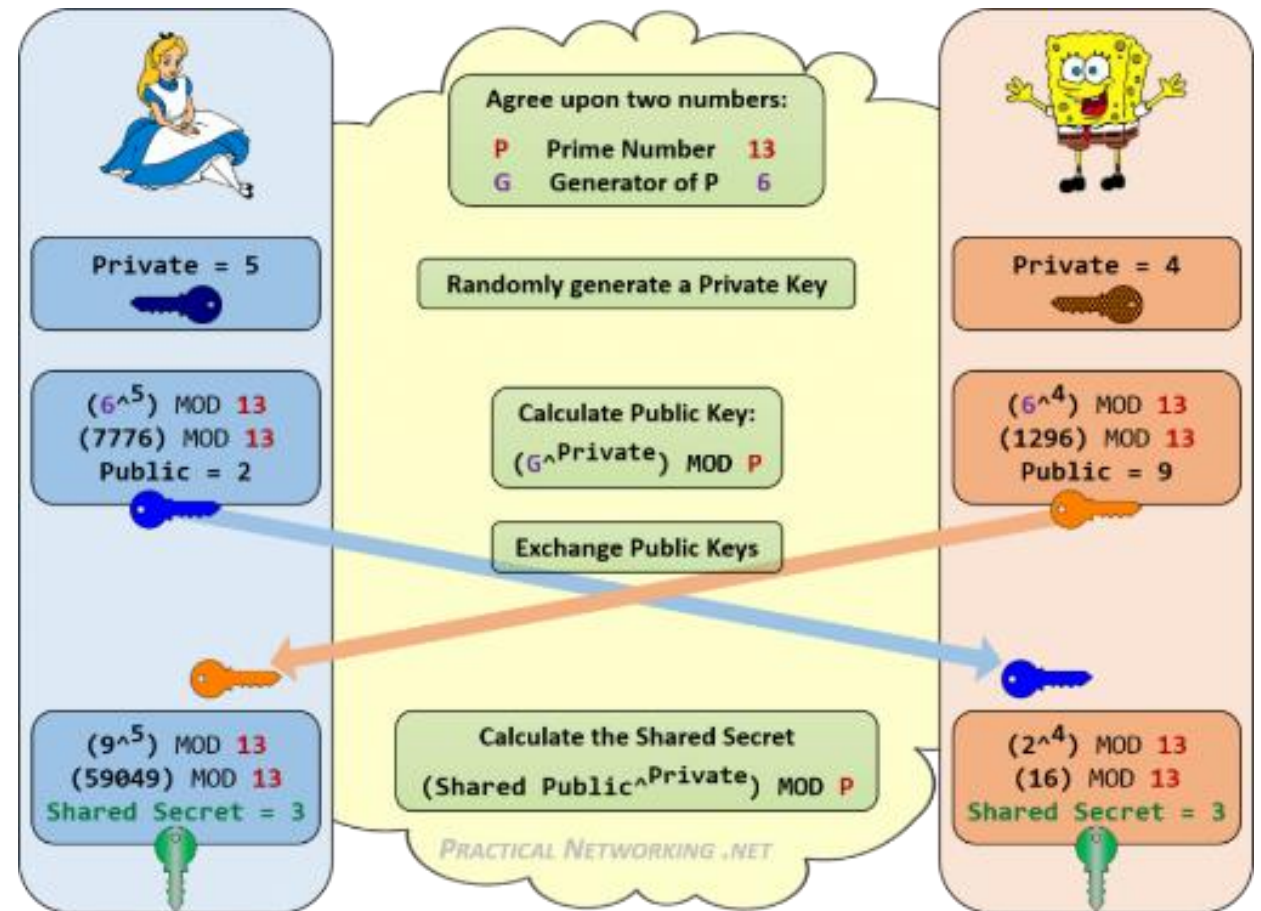 Agree upon two numbers:
P Prime Number 13
G Generator of P 6
Private = 5
Randomly generate a Private Key
Private = 4
(6^5) MOD 13
(7776) MOD 13
Public = 2
Calculate Public Key:
(G^Private) MOD P
(6^4) MOD 13
(1296) MOD 13
Public = 9
Exchange Public Keys
(9^5) MOD 13
(59049) MOD 13
Shared Secret = 3
Calculate the Shared Secret
(Shared Public^Private) MOD P
(2^4) MOD 13
(16) MOD 13
Shared Secret = 3
PRACTICAL NETWORKING .NET